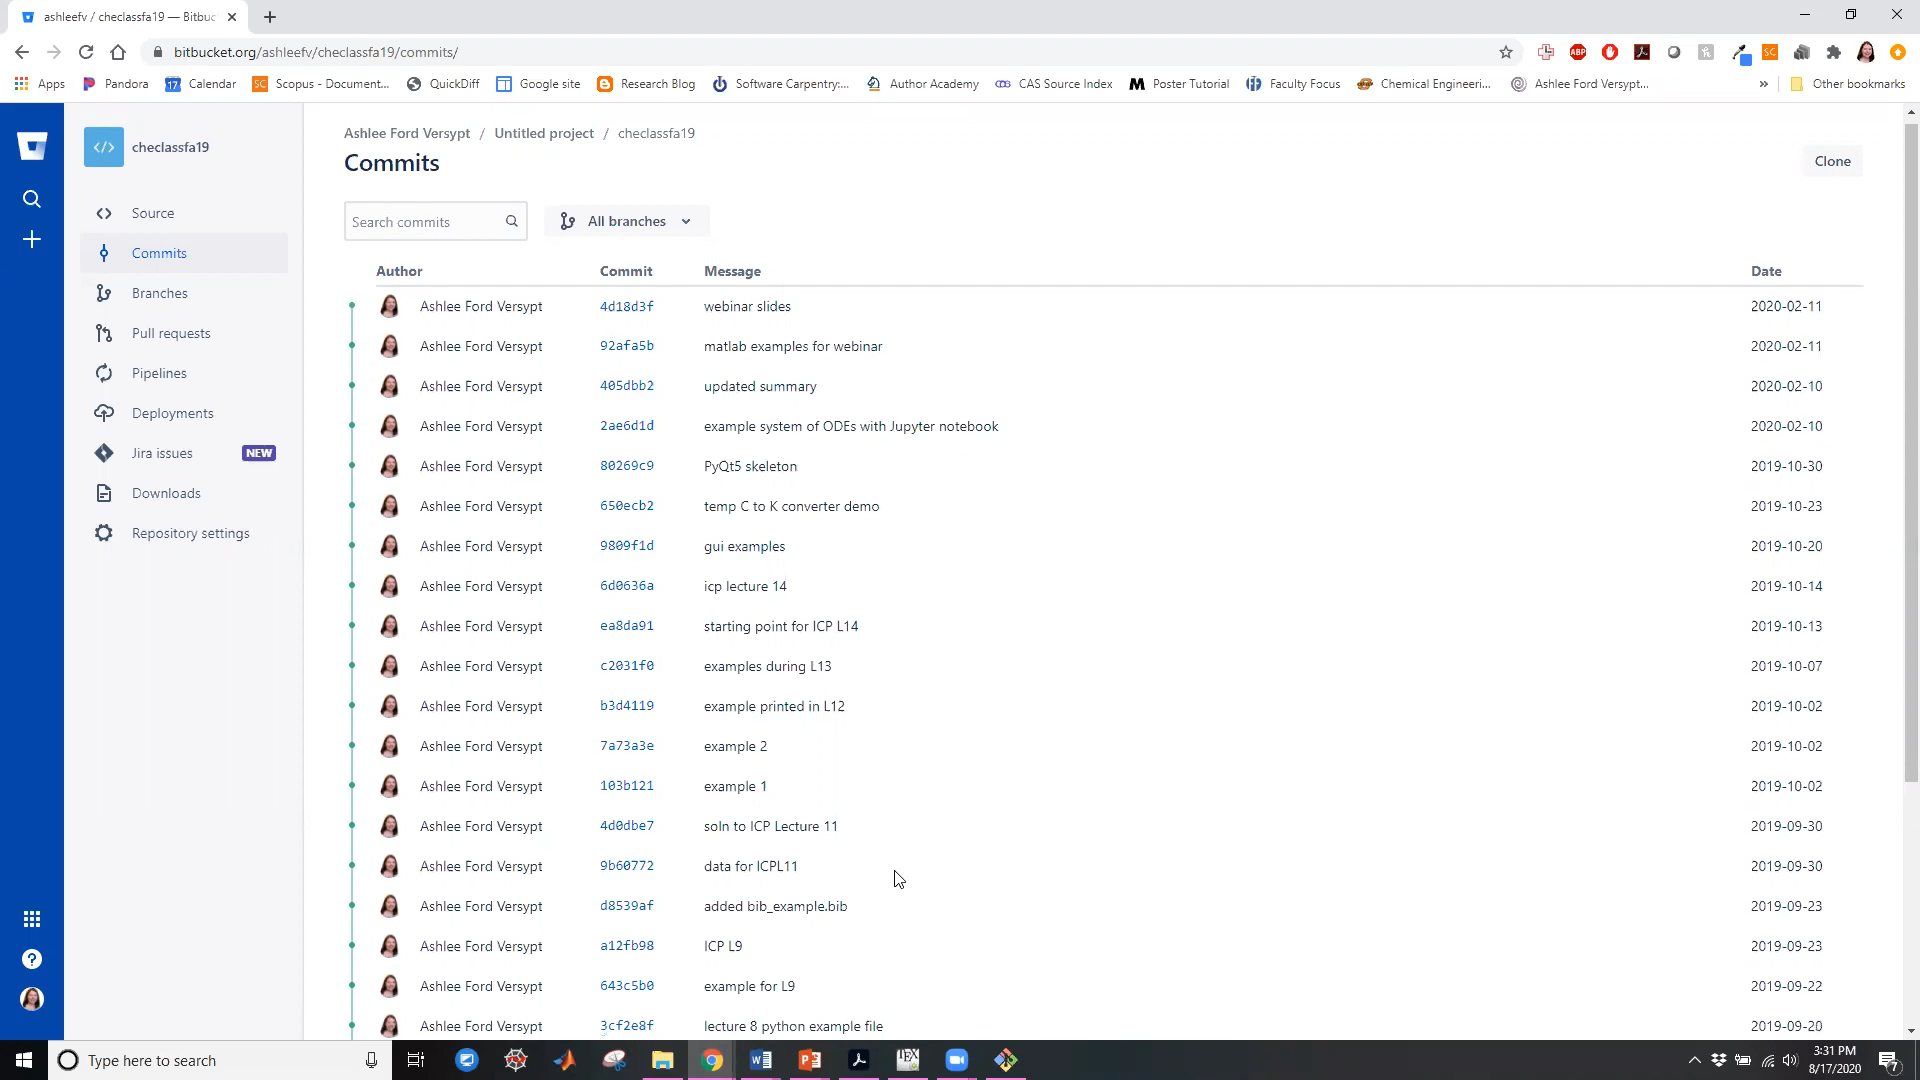 ashleefv / checlassfa19 — Bitbuc
bitbucket.org/ashleefv/checlassfa19/commits/
Apps Pandora Calendar Scopus - Document... QuickDiff Google site Research Blog Software Carpentry:... Author Academy CAS Source Index Poster Tutorial Faculty Focus Chemical Engineeri... Ashlee Ford Versypt... » Other bookmarks
checlassfa19
Source
Commits
Branches
Pull requests
Pipelines
Deployments
Jira issues NEW
Downloads
Repository settings
Ashlee Ford Versypt / Untitled project / checlassfa19
Commits
Clone
Search commits All branches
Author Commit Message Date
Ashlee Ford Versypt 4d18d3f webinar slides 2020-02-11
Ashlee Ford Versypt 92afa5b matlab examples for webinar 2020-02-11
Ashlee Ford Versypt 405dbb2 updated summary 2020-02-10
Ashlee Ford Versypt 2ae6d1d example system of ODEs with Jupyter notebook 2020-02-10
Ashlee Ford Versypt 80269c9 PyQt5 skeleton 2019-10-30
Ashlee Ford Versypt 650ecb2 temp C to K converter demo 2019-10-23
Ashlee Ford Versypt 9809f1d gui examples 2019-10-20
Ashlee Ford Versypt 6d0636a icp lecture 14 2019-10-14
Ashlee Ford Versypt ea8da91 starting point for ICP L14 2019-10-13
Ashlee Ford Versypt c2031f0 examples during L13 2019-10-07
Ashlee Ford Versypt b3d4119 example printed in L12 2019-10-02
Ashlee Ford Versypt 7a73a3e example 2 2019-10-02
Ashlee Ford Versypt 103b121 example 1 2019-10-02
Ashlee Ford Versypt 4d0dbe7 soln to ICP Lecture 11 2019-09-30
Ashlee Ford Versypt 9b60772 data for ICPL11 2019-09-30
Ashlee Ford Versypt d8539af added bib_example.bib 2019-09-23
Ashlee Ford Versypt a12fb98 ICP L9 2019-09-23
Ashlee Ford Versypt 643c5b0 example for L9 2019-09-22
Ashlee Ford Versypt 3cf2e8f lecture 8 python example file 2019-09-20
Type here to search
3:31 PM
8/17/2020